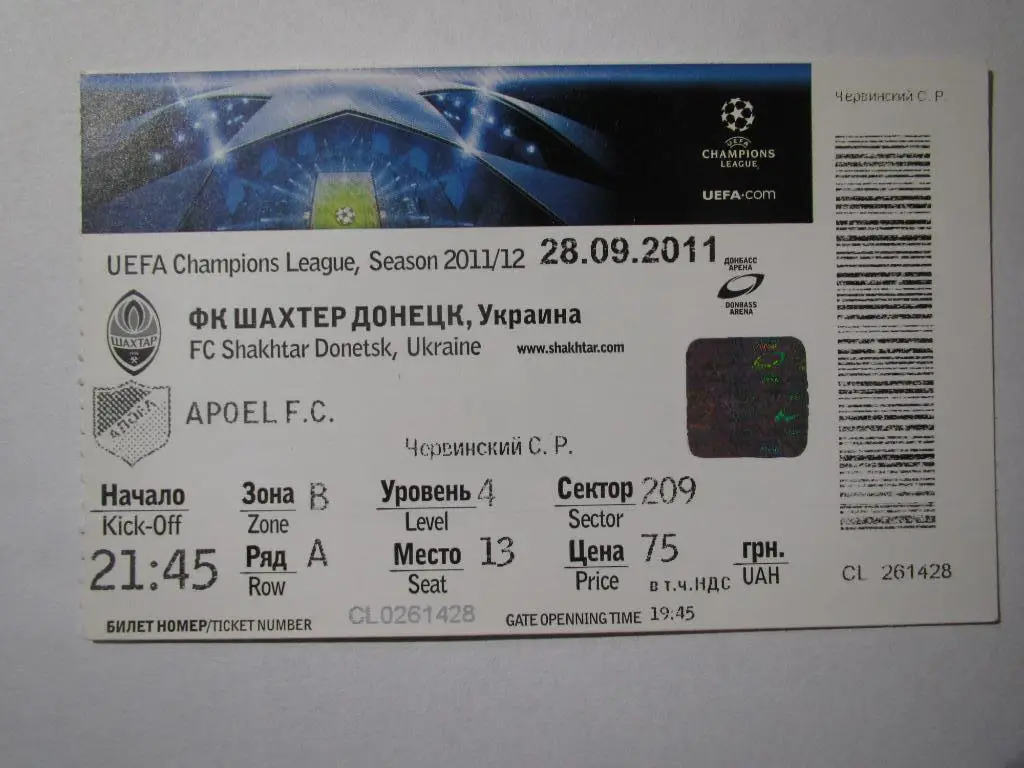 Червинский С. Р.
UEFA
CHAMPIONS
LEAGUE
UEFA.com
UEFA Champions League, Season 2011/12 28.09.2011
ДОНБАСС
АРЕНА
DONBASS
ARENA
ФК ШАХТЕР ДОНЕЦК, Украина
FC Shakhtar Donetsk, Ukraine www.shakhtar.com
ШАХТАР
APOEL F.C.
Червинский С. Р.
Начало Зона B Уровень 4 Сектор 209
Kick-Off Zone Level Sector
21:45 Ряд A Место 13 Цена 75 грн.
Row Seat Price в т.ч.НДС UAH
CL 261428
БИЛЕТ НОМЕР/TICKET NUMBER CL0261428 GATE OPENNING TIME 19:45